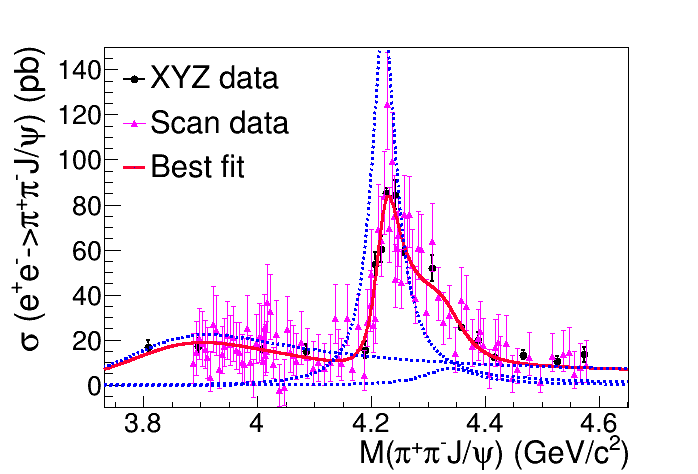 σ (e⁺e⁻->π⁺π⁻J/ψ) (pb)
140
120
100
80
60
40
20
0
XYZ data
Scan data
Best fit
3.8 4 4.2 4.4 4.6
M(π⁺π⁻J/ψ) (GeV/c²)